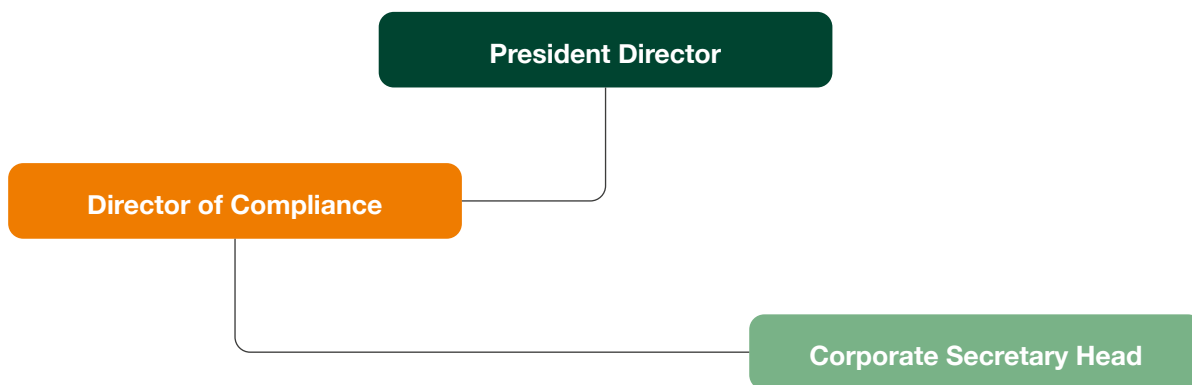 President Director
Director of Compliance
Corporate Secretary Head